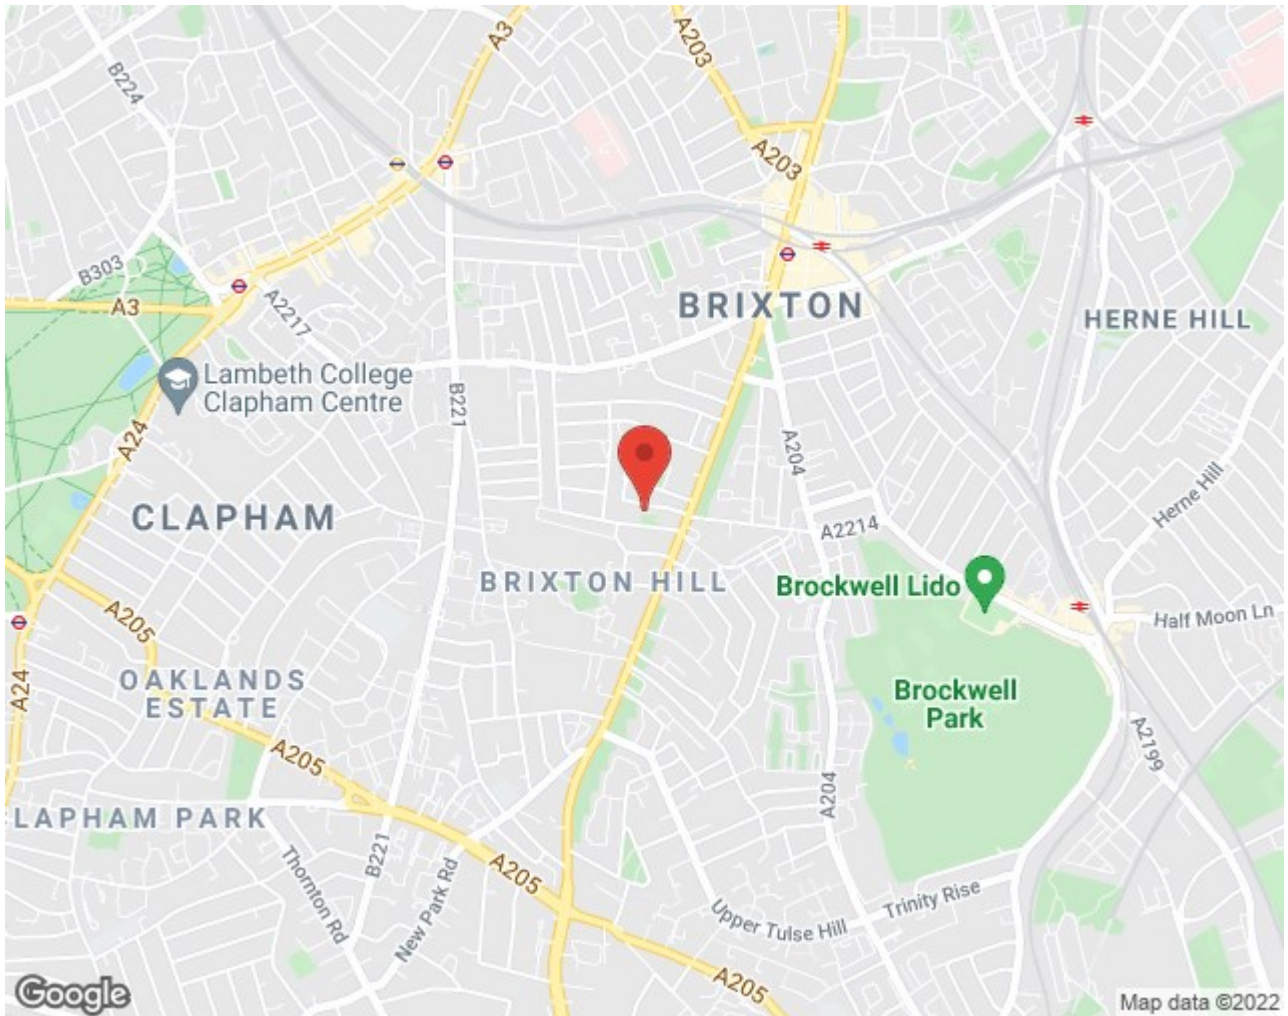 A3
A203
B224
A203
B303
A3
A2217
BRIXTON
HERNE HILL
Lambeth College
Clapham Centre
B221
A24
A204
Herne Hill
CLAPHAM
A2214
BRIXTON HILL
Brockwell Lido
A205
Half Moon Ln
OAKLANDS
ESTATE
A24
Brockwell
Park
A2199
A205
A204
LAPHAM PARK
B221
Thornton Rd
New Park Rd
A205
Trinity Rise
Upper Tulse Hill
A205
Google
Map data ©2022